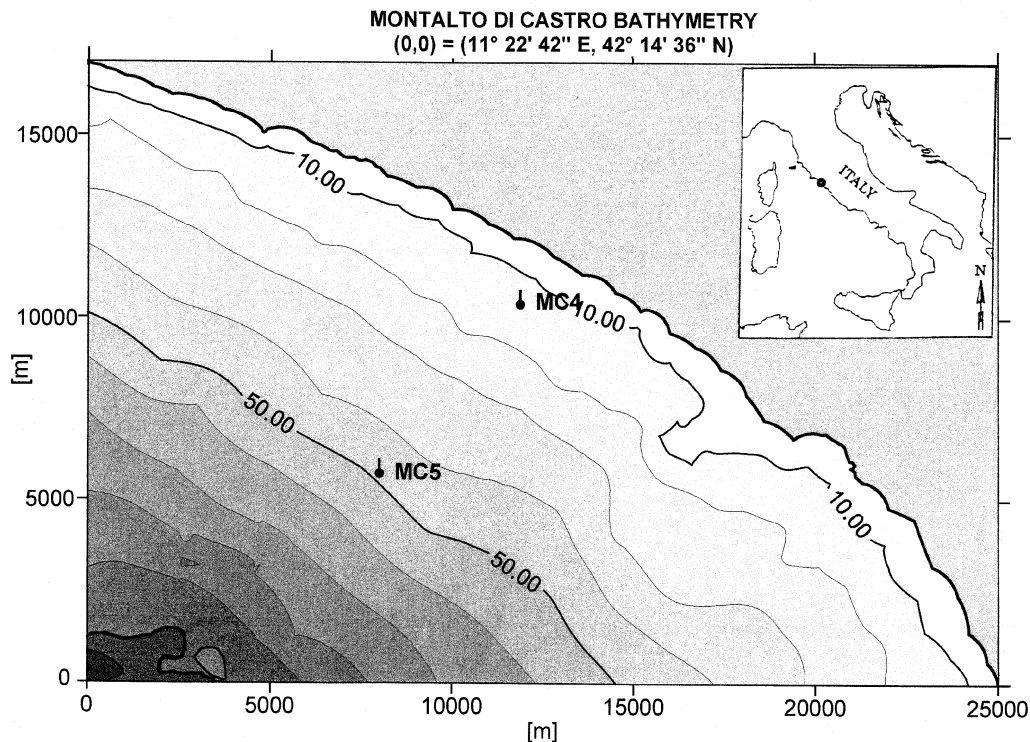 MONTALTO DI CASTRO BATHYMETRY
(0,0) = (11° 22' 42" E, 42° 14' 36" N)
15000
10000
5000
0
[m]
10.00
MC4
10.00
50.00
MC5
10.00
50.00
ITALY
N
0
5000
10000
15000
20000
25000
[m]